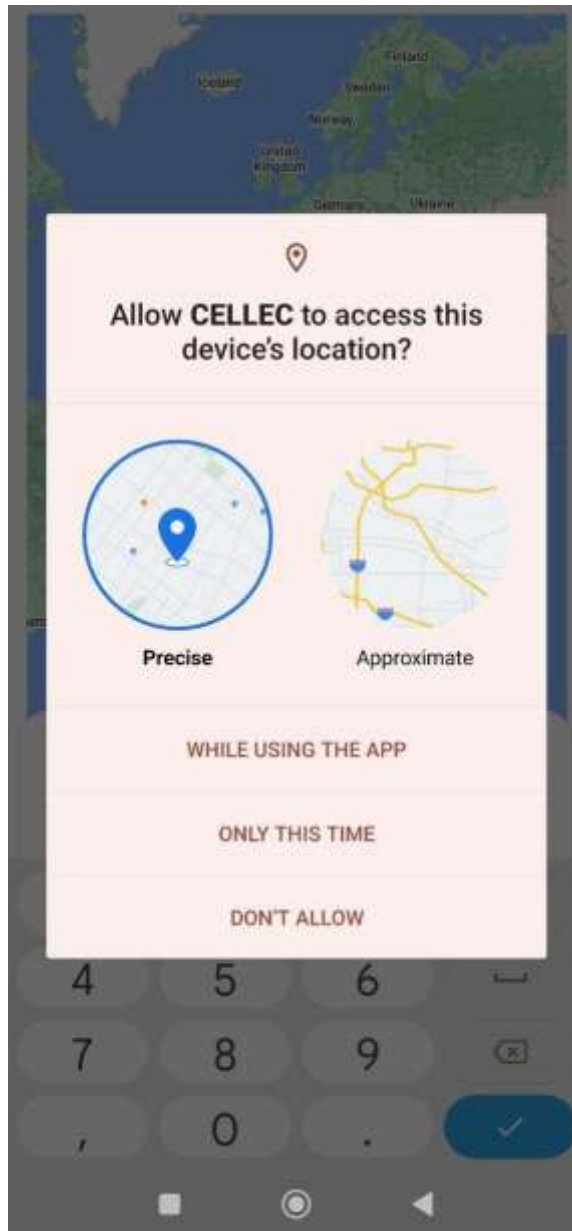 Iceland
Finland
Sweden
Norway
United
Kingdom
Germany
Ukraine
Allow CELLEC to access this
device's location?
Precise
Approximate
WHILE USING THE APP
ONLY THIS TIME
DON'T ALLOW
4 5 6
7 8 9
, 0 .